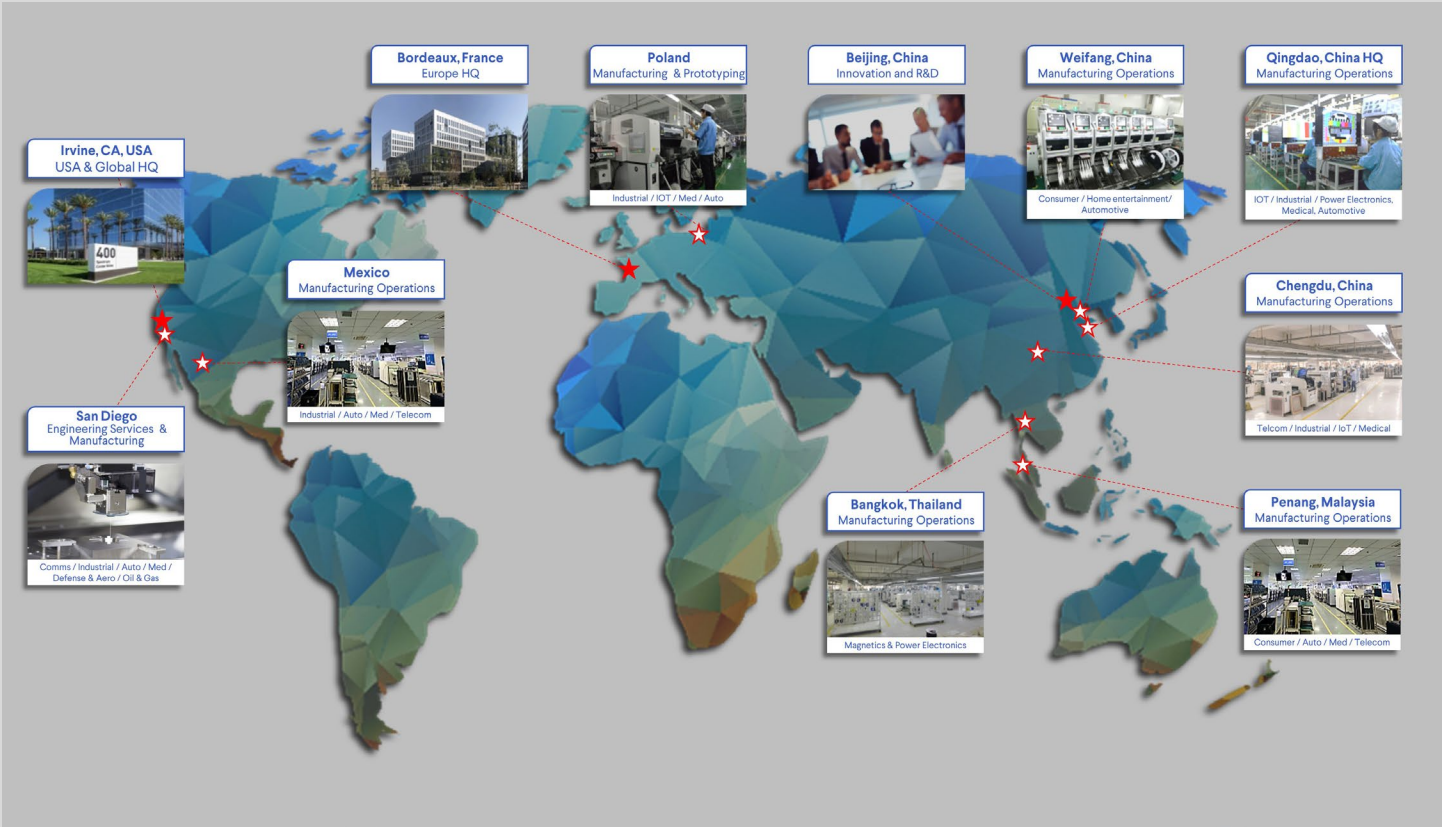 Bordeaux, France
Europe HQ
Poland
Manufacturing & Prototyping
Industrial / IOT / Med / Auto
Beijing, China
Innovation and R&D
Weifang, China
Manufacturing Operations
Consumer / Home entertainment/
Automotive
Qingdao, China HQ
Manufacturing Operations
IOT / Industrial / Power Electronics,
Medical, Automotive
Irvine, CA, USA
USA & Global HQ
400
Mexico
Manufacturing Operations
Industrial / Auto / Med / Telecom
Chengdu, China
Manufacturing Operations
Telcom / Industrial / IoT / Medical
San Diego
Engineering Services &
Manufacturing
Comms / Industrial / Auto / Med /
Defense & Aero / Oil & Gas
Bangkok, Thailand
Manufacturing Operations
Magnetics & Power Electronics
Penang, Malaysia
Manufacturing Operations
Consumer / Auto / Med / Telecom